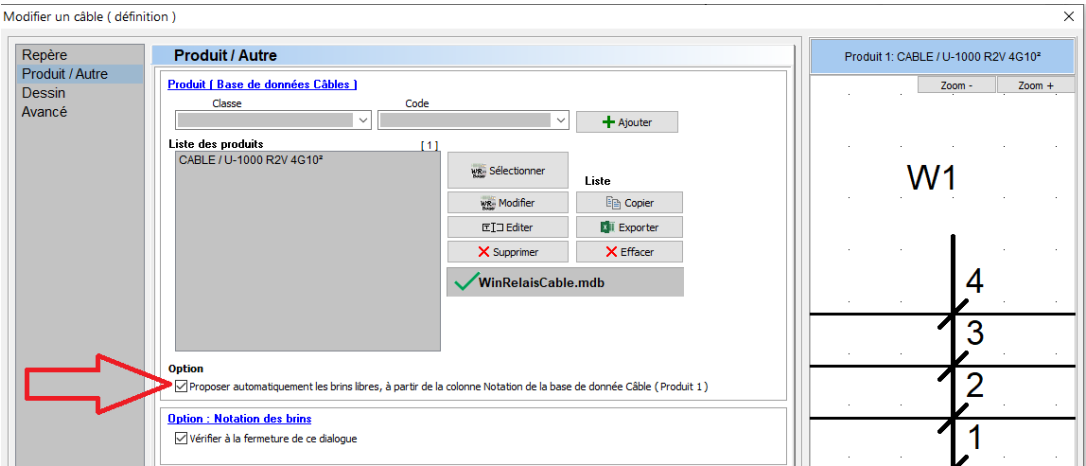 Modifier un câble ( définition )
Repère
Produit / Autre
Dessin
Avancé
Produit / Autre
Produit [ Base de données Câbles ]
Classe
Code
Ajouter
Liste des produits
[ 1 ]
CABLE / U-1000 R2V 4G10²
Sélectionner
Liste
Modifier
Copier
Editer
Exporter
Supprimer
Effacer
WinRelaisCable.mdb
Option
Proposer automatiquement les brins libres, à partir de la colonne Notation de la base de donnée Câble ( Produit 1 )
Option : Notation des brins
Vérifier à la fermeture de ce dialogue
Produit 1: CABLE / U-1000 R2V 4G10²
Zoom -
Zoom +
W1
4
3
2
1